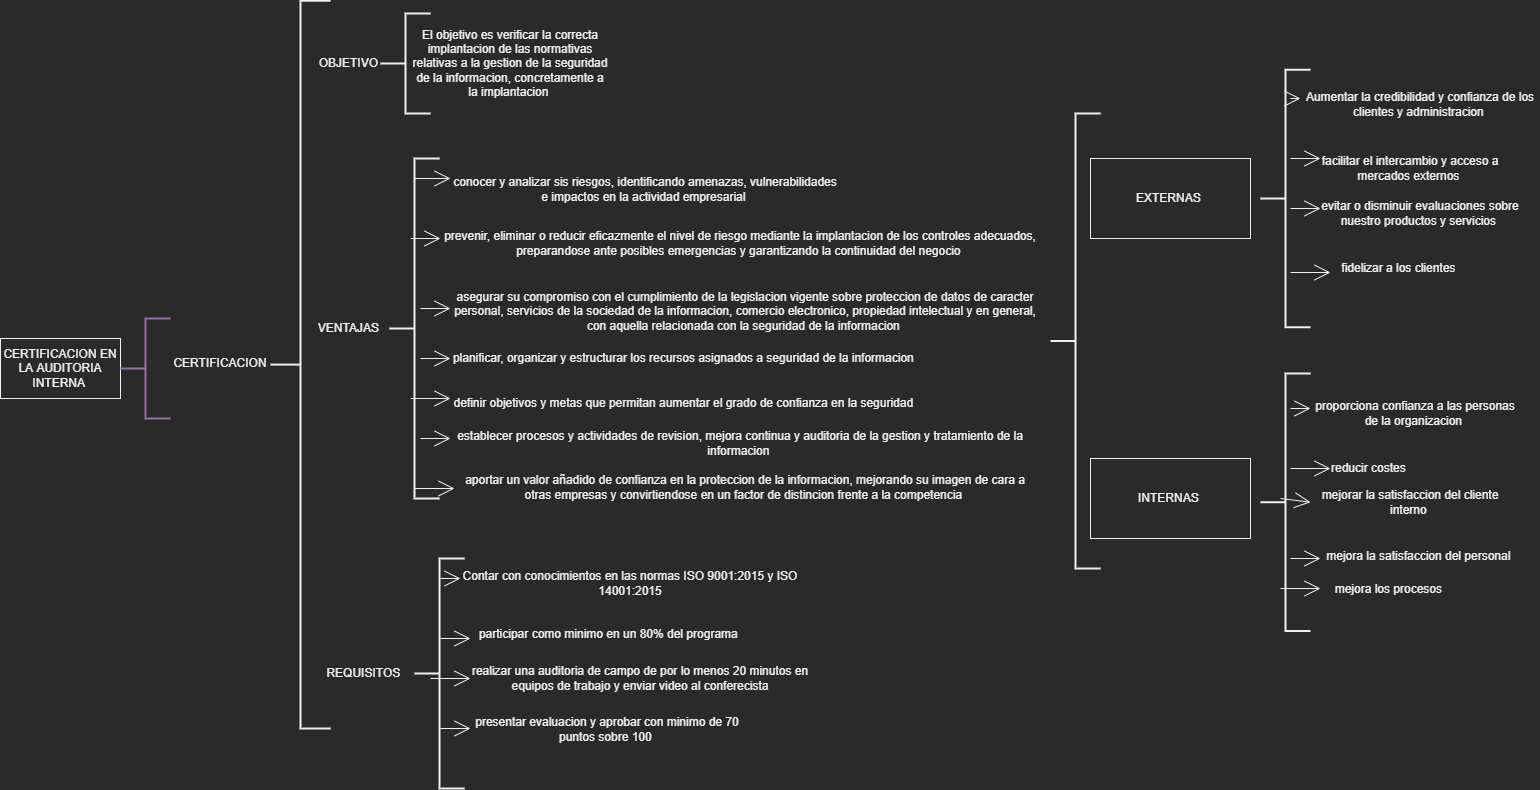 CERTIFICACION EN
LA AUDITORIA
INTERNA
CERTIFICACION
OBJETIVO
El objetivo es verificar la correcta
implantacion de las normativas
relativas a la gestion de la seguridad
de la informacion, concretamente a
la implantacion
VENTAJAS
conocer y analizar sis riesgos, identificando amenazas, vulnerabilidades
e impactos en la actividad empresarial
prevenir, eliminar o reducir eficazmente el nivel de riesgo mediante la implantacion de los controles adecuados,
preparandose ante posibles emergencias y garantizando la continuidad del negocio
asegurar su compromiso con el cumplimiento de la legislacion vigente sobre proteccion de datos de caracter
personal, servicios de la sociedad de la informacion, comercio electronico, propiedad intelectual y en general,
con aquella relacionada con la seguridad de la informacion
planificar, organizar y estructurar los recursos asignados a seguridad de la informacion
definir objetivos y metas que permitan aumentar el grado de confianza en la seguridad
establecer procesos y actividades de revision, mejora continua y auditoria de la gestion y tratamiento de la
informacion
aportar un valor añadido de confianza en la proteccion de la informacion, mejorando su imagen de cara a
otras empresas y convirtiendose en un factor de distincion frente a la competencia
EXTERNAS
Aumentar la credibilidad y confianza de los
clientes y administracion
facilitar el intercambio y acceso a
mercados externos
evitar o disminuir evaluaciones sobre
nuestro productos y servicios
fidelizar a los clientes
INTERNAS
proporciona confianza a las personas
de la organizacion
reducir costes
mejorar la satisfaccion del cliente
interno
mejora la satisfaccion del personal
mejora los procesos
REQUISITOS
Contar con conocimientos en las normas ISO 9001:2015 y ISO
14001:2015
participar como minimo en un 80% del programa
realizar una auditoria de campo de por lo menos 20 minutos en
equipos de trabajo y enviar video al conferecista
presentar evaluacion y aprobar con minimo de 70
puntos sobre 100